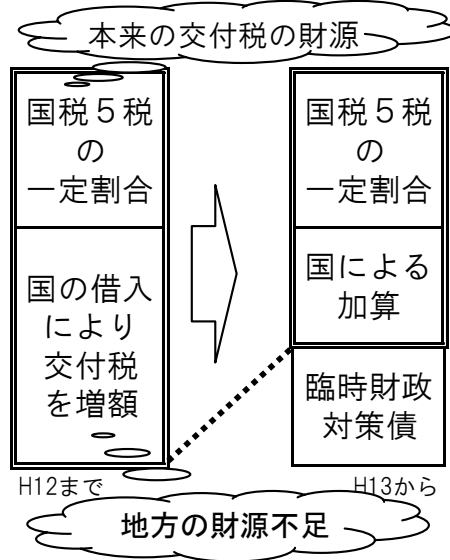 本来の交付税の財源
国税５税
の
一定割合
国の借入
により
交付税
を増額
H12まで
国税５税
の
一定割合
国による
加算
臨時財政
対策債
H13から
地方の財源不足